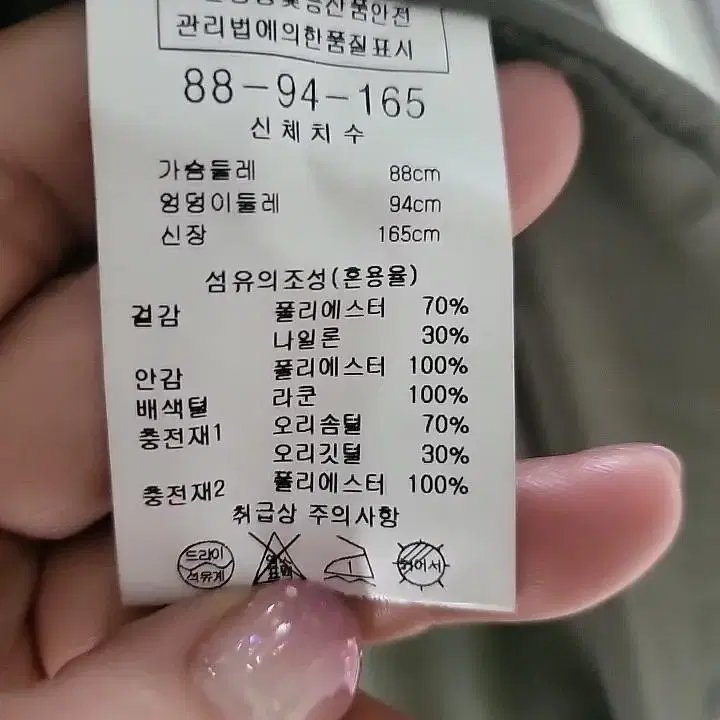 관리법에의한품질표시
88-94-165
신체치수
가슴둘레 88cm
엉덩이둘레 94cm
신장 165cm
섬유의조성(혼용율)
겉감 폴리에스터 70%
나일론 30%
안감 폴리에스터 100%
배색털 라쿤 100%
충전재1 오리솜털 70%
오리깃털 30%
충전재2 폴리에스터 100%
취급상 주의사항
드라이
석유계